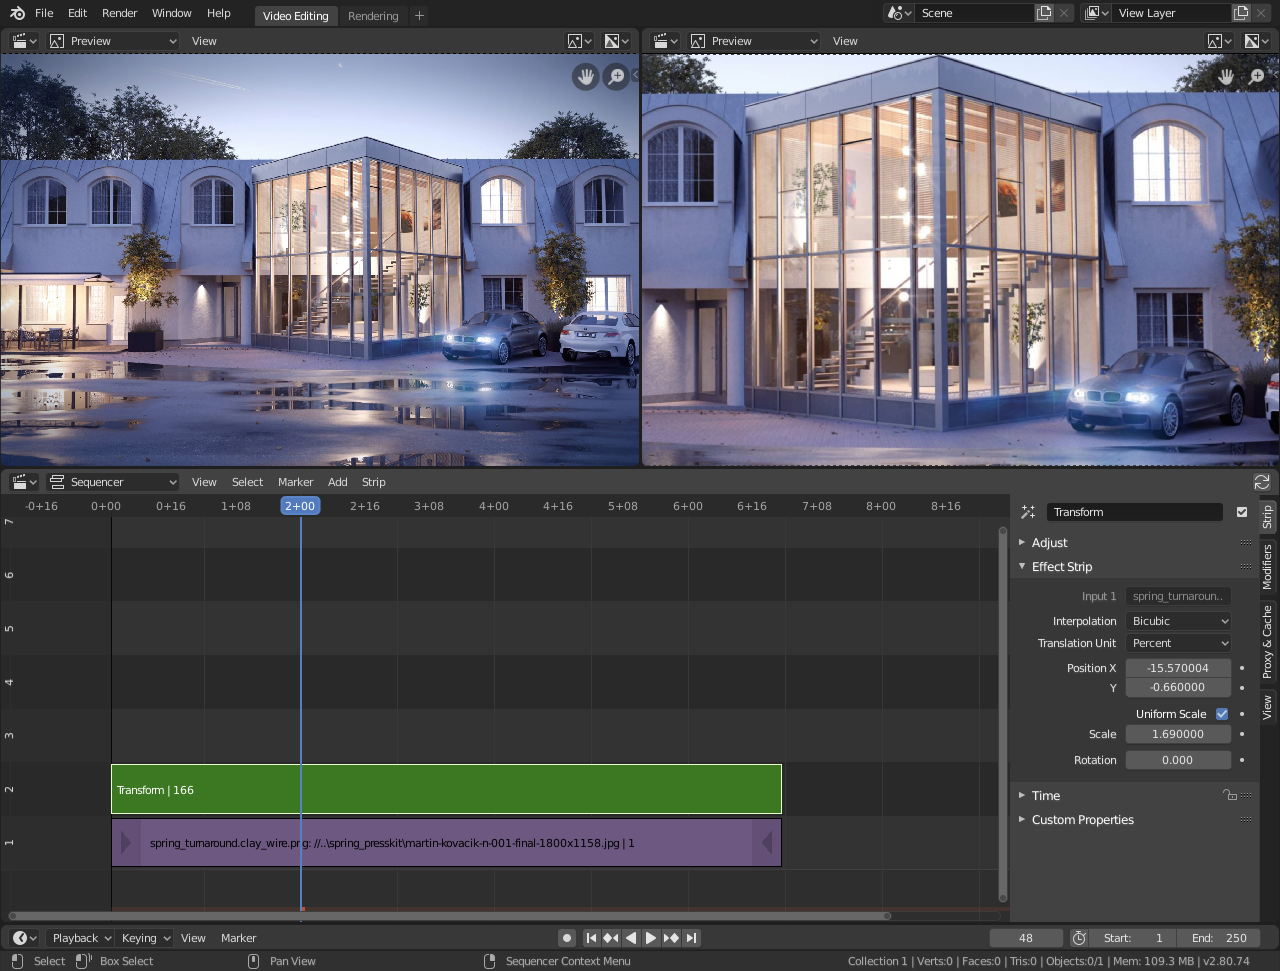 File Edit Render Window Help Video Editing Rendering + Scene View Layer
Preview View Preview View
Sequencer View Select Marker Add Strip
-0+16 0+00 0+16 1+08 2+00 2+16 3+08 4+00 4+16 5+08 6+00 6+16 7+08 8+00 8+16
7
6
5
4
3
2
1
Transform | 166
spring_turnaround.clay_wire.png: //..\spring_presskit\martin-kovacik-n-001-final-1800x1158.jpg | 1
Transform
Adjust
Effect Strip
Input 1 spring_turnaroun..
Interpolation Bicubic
Translation Unit Percent
Position X -15.570004
Y -0.660000
Uniform Scale
Scale 1.690000
Rotation 0.000
Time
Custom Properties
Strip
Modifiers
Proxy & Cache
View
Playback Keying View Marker 48 Start: 1 End: 250
Select Box Select Pan View Sequencer Context Menu Collection 1 | Verts:0 | Faces:0 | Tris:0 | Objects:0/1 | Mem: 109.3 MB | v2.80.74